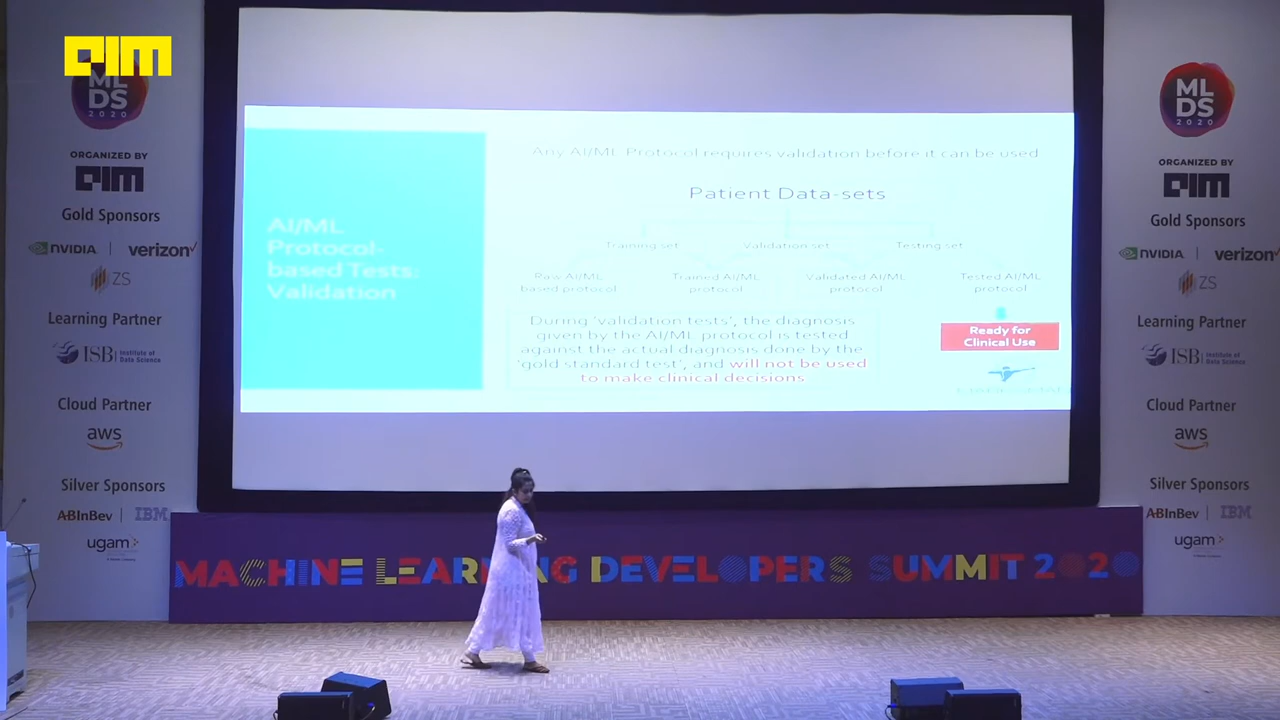 AIM
ML
DS
2020
ORGANIZED BY
AIM
Gold Sponsors
NVIDIA
verizon✓
ZS
Learning Partner
ISB
Institute of
Data Science
Cloud Partner
aws
Silver Sponsors
ABInBev
IBM
ugam
AI/ML
Protocol-
based Tests:
Validation
Any AI/ML Protocol requires validation before it can be used
Patient Data-sets
Training set
Validation set
Testing set
Raw AI/ML
based protocol
Trained AI/ML
protocol
Validated AI/ML
protocol
Tested AI/ML
protocol
During 'validation tests', the diagnosis
given by the AI/ML protocol is tested
against the actual diagnosis done by the
'gold standard test', and will not be used
to make clinical decisions
Ready for
Clinical Use
ML
DS
2020
ORGANIZED BY
AIM
Gold Sponsors
NVIDIA
verizon
ZS
Learning Partner
ISB
Institute of
Data Science
Cloud Partner
aws
Silver Sponsors
ABInBev
IBM
ugam
MACHINE LEARNING DEVELOPERS SUMMIT 2020